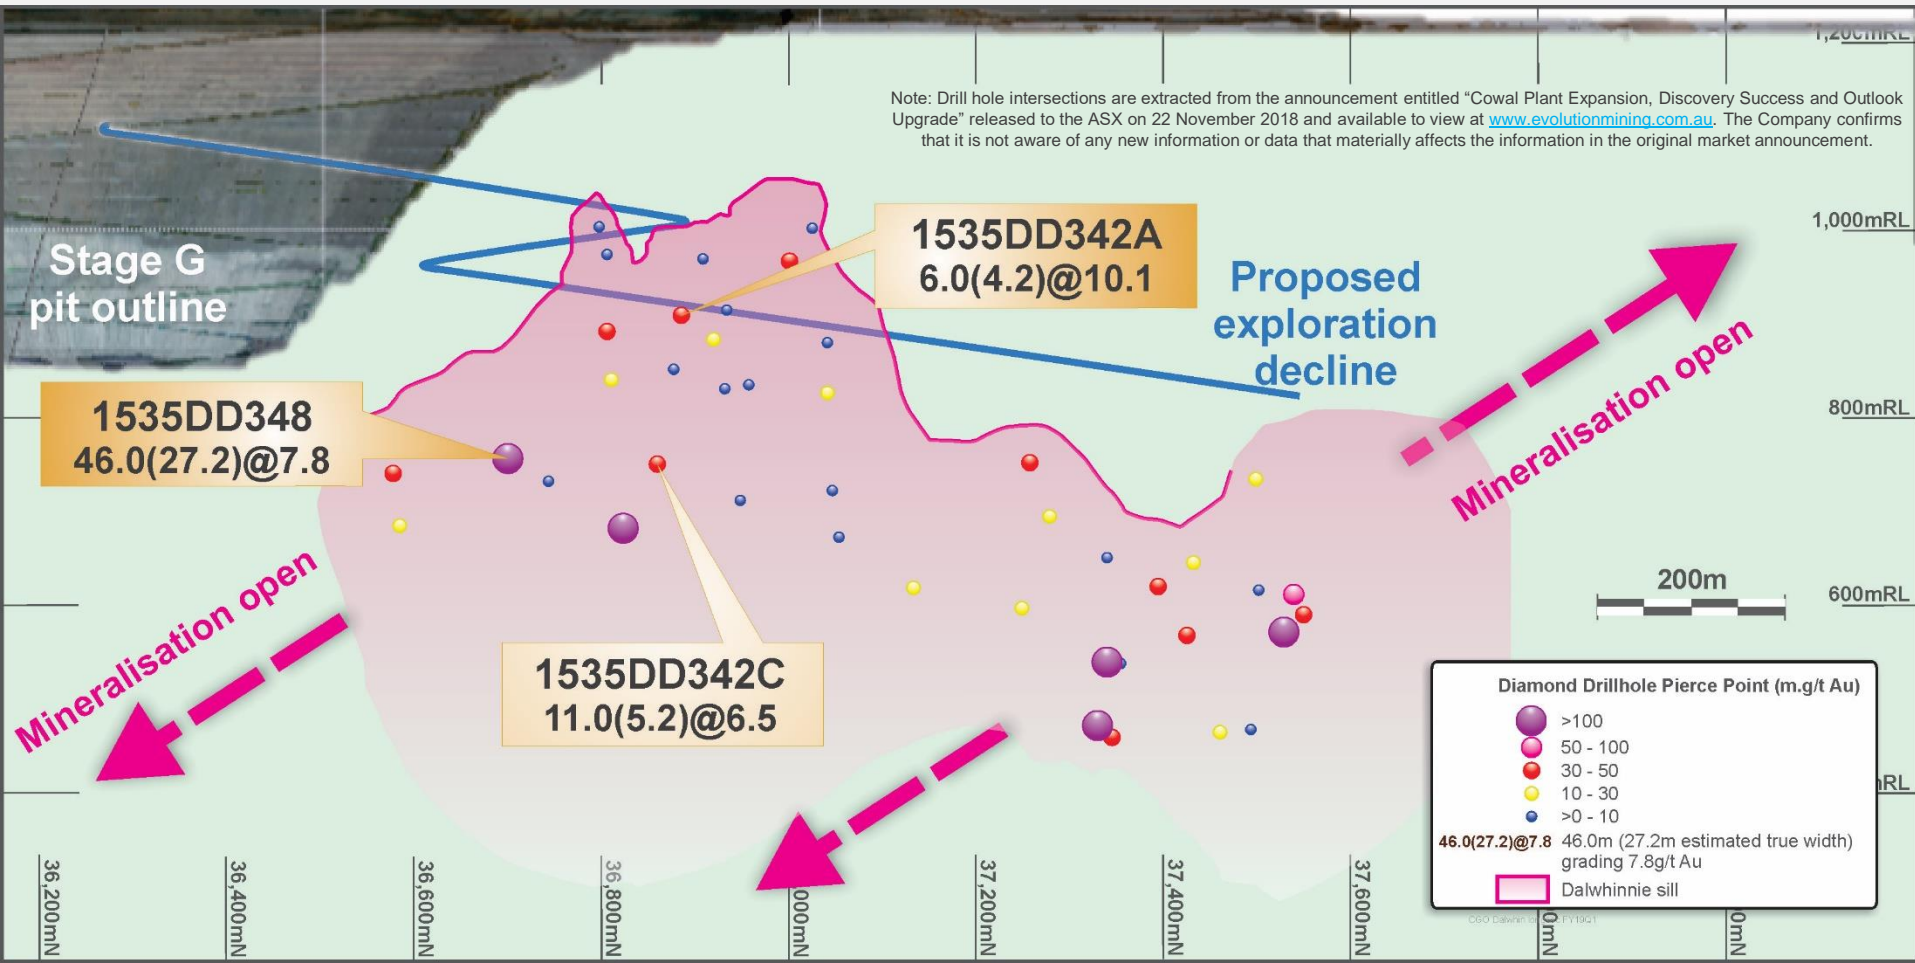 1,200mRL
Note: Drill hole intersections are extracted from the announcement entitled “Cowal Plant Expansion, Discovery Success and Outlook
Upgrade” released to the ASX on 22 November 2018 and available to view at www.evolutionmining.com.au. The Company confirms
that it is not aware of any new information or data that materially affects the information in the original market announcement.
1,000mRL
Stage G
pit outline
1535DD342A
6.0(4.2)@10.1
Proposed
exploration
decline
Mineralisation open
800mRL
1535DD348
46.0(27.2)@7.8
Mineralisation open
200m
600mRL
1535DD342C
11.0(5.2)@6.5
Diamond Drillhole Pierce Point (m.g/t Au)
>100
50 - 100
30 - 50
10 - 30
>0 - 10
46.0(27.2)@7.8 46.0m (27.2m estimated true width)
grading 7.8g/t Au
Dalwhinnie sill
mRL
36,200mN
36,400mN
36,600mN
36,800mN
000mN
37,200mN
37,400mN
37,600mN
0mN
0mN